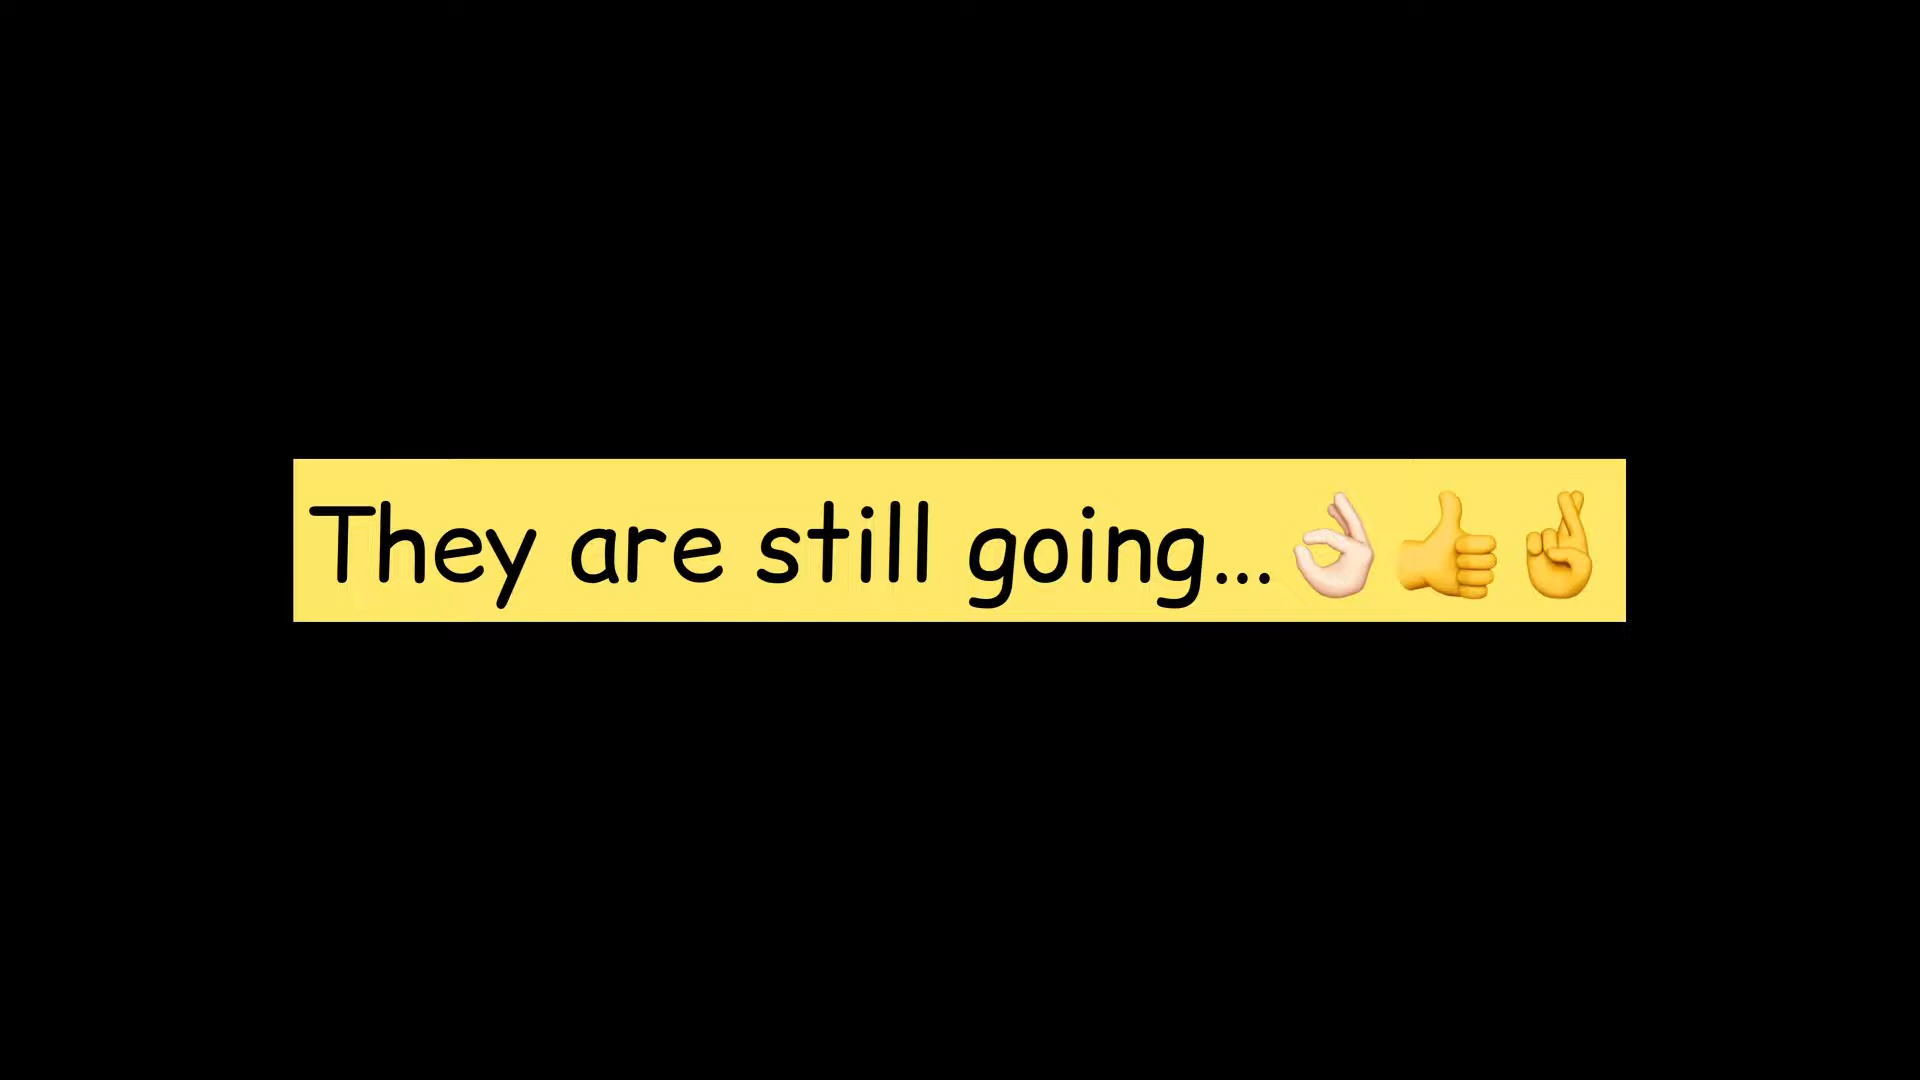 They are still going...👌🏻👍🤞